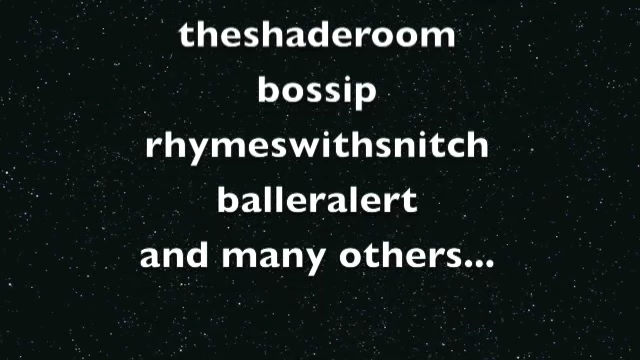 theshaderoom
bossip
rhymeswithsnitch
balleralert
and many others...